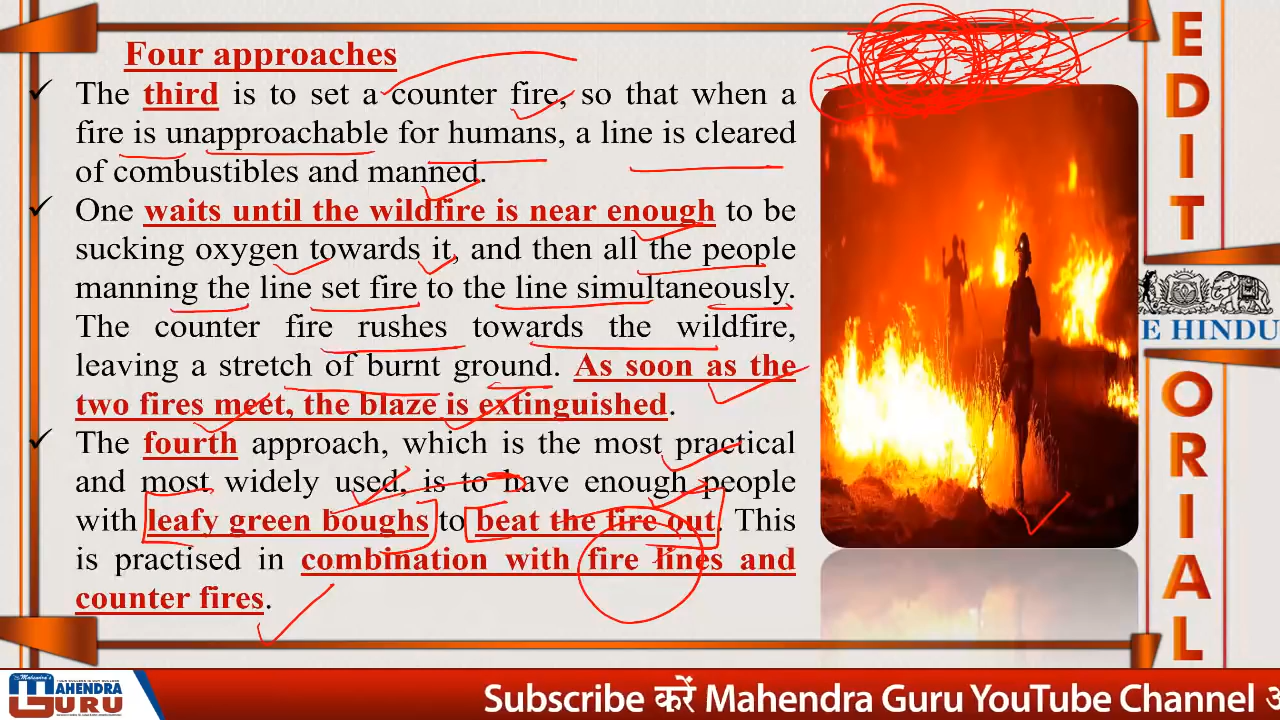 Four approaches
The third is to set a counter fire, so that when a
fire is unapproachable for humans, a line is cleared
of combustibles and manned.
One waits until the wildfire is near enough to be
sucking oxygen towards it, and then all the people
manning the line set fire to the line simultaneously.
The counter fire rushes towards the wildfire,
leaving a stretch of burnt ground. As soon as the
two fires meet, the blaze is extinguished.
The fourth approach, which is the most practical
and most widely used, is to have enough people
with leafy green boughs to beat the fire out. This
is practised in combination with fire lines and
counter fires.
EDITORIAL
E HINDU
Mahendra's
MAHENDRA
GURU
Subscribe करें Mahendra Guru YouTube Channel